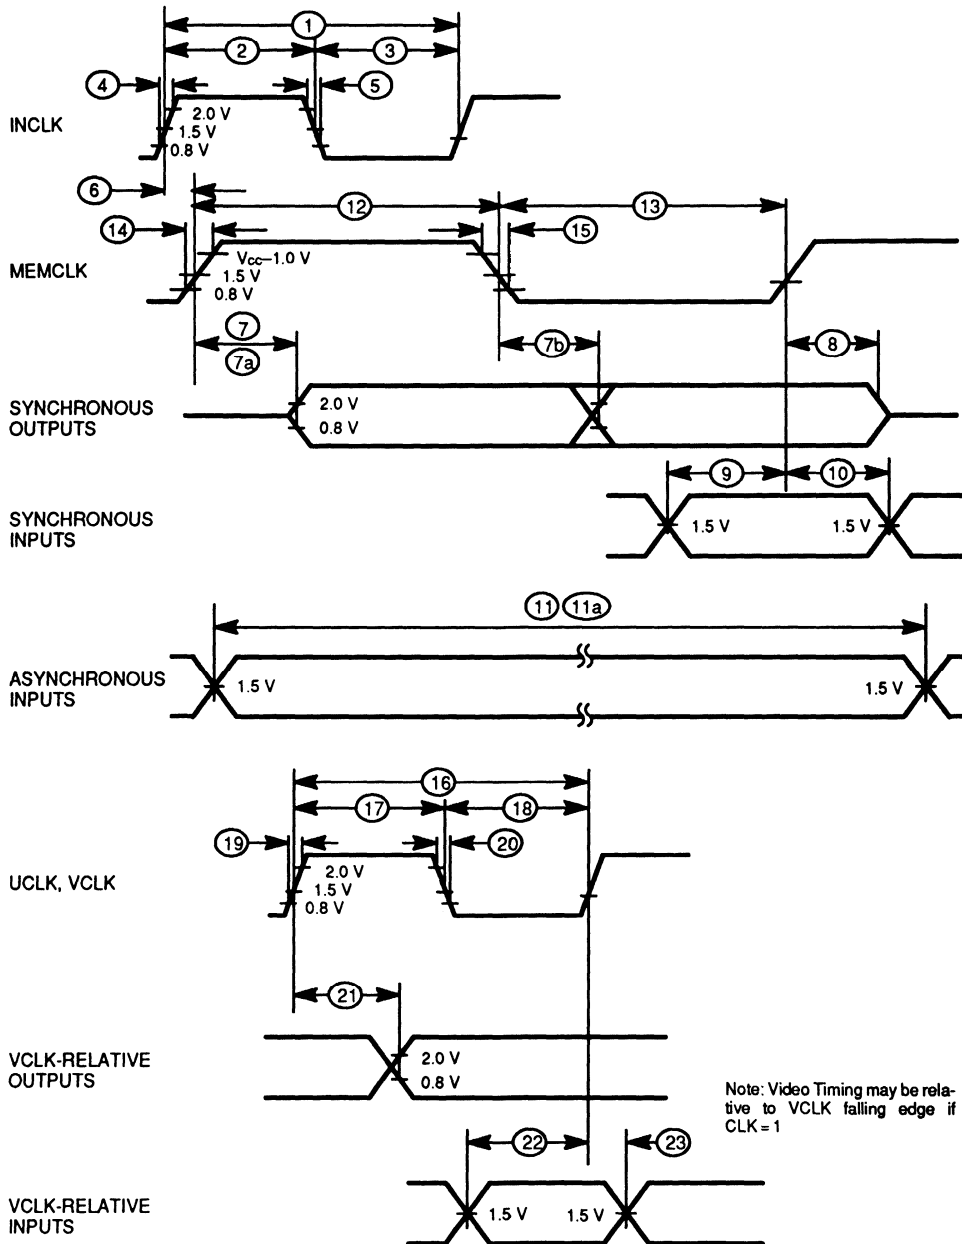 1
2 3
4 5
INCLK
2.0 V
1.5 V
0.8 V
6
12 13
14 15
MEMCLK
Vcc–1.0 V
1.5 V
0.8 V
7
7a
7b
8
SYNCHRONOUS
OUTPUTS
2.0 V
0.8 V
9 10
SYNCHRONOUS
INPUTS
1.5 V 1.5 V
11 11a
ASYNCHRONOUS
INPUTS
1.5 V 1.5 V
16
17 18
19 20
UCLK, VCLK
2.0 V
1.5 V
0.8 V
21
VCLK-RELATIVE
OUTPUTS
2.0 V
0.8 V
Note: Video Timing may be rela-
tive to VCLK falling edge if
CLK = 1
22 23
VCLK-RELATIVE
INPUTS
1.5 V 1.5 V